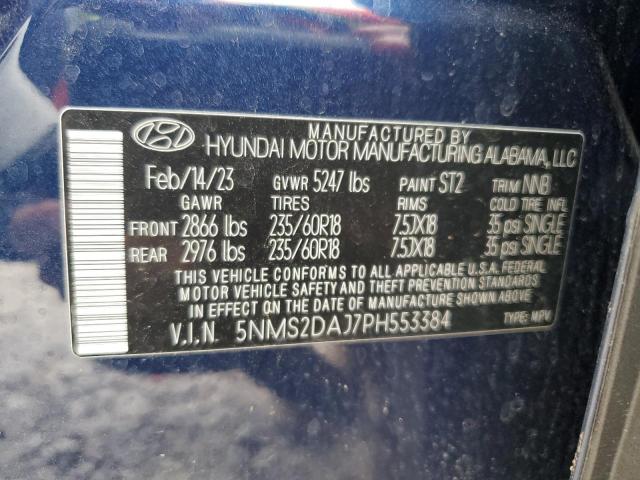 MANUFACTURED BY
HYUNDAI MOTOR MANUFACTURING ALABAMA, LLC
Feb/14/23 GVWR 5247 lbs PAINT ST2 TRIM NNB
GAWR TIRES RIMS COLD TIRE INFL
FRONT 2866 lbs 235/60R18 7.5JX18 35 psi SINGLE
REAR 2976 lbs 235/60R18 7.5JX18 35 psi SINGLE
THIS VEHICLE CONFORMS TO ALL APPLICABLE U.S.A. FEDERAL
MOTOR VEHICLE SAFETY AND THEFT PREVENTION STANDARDS
IN EFFECT ON THE DATE OF MANUFACTURE SHOWN ABOVE.
V.I.N. 5NMS2DAJ7PH553384 TYPE: MPV